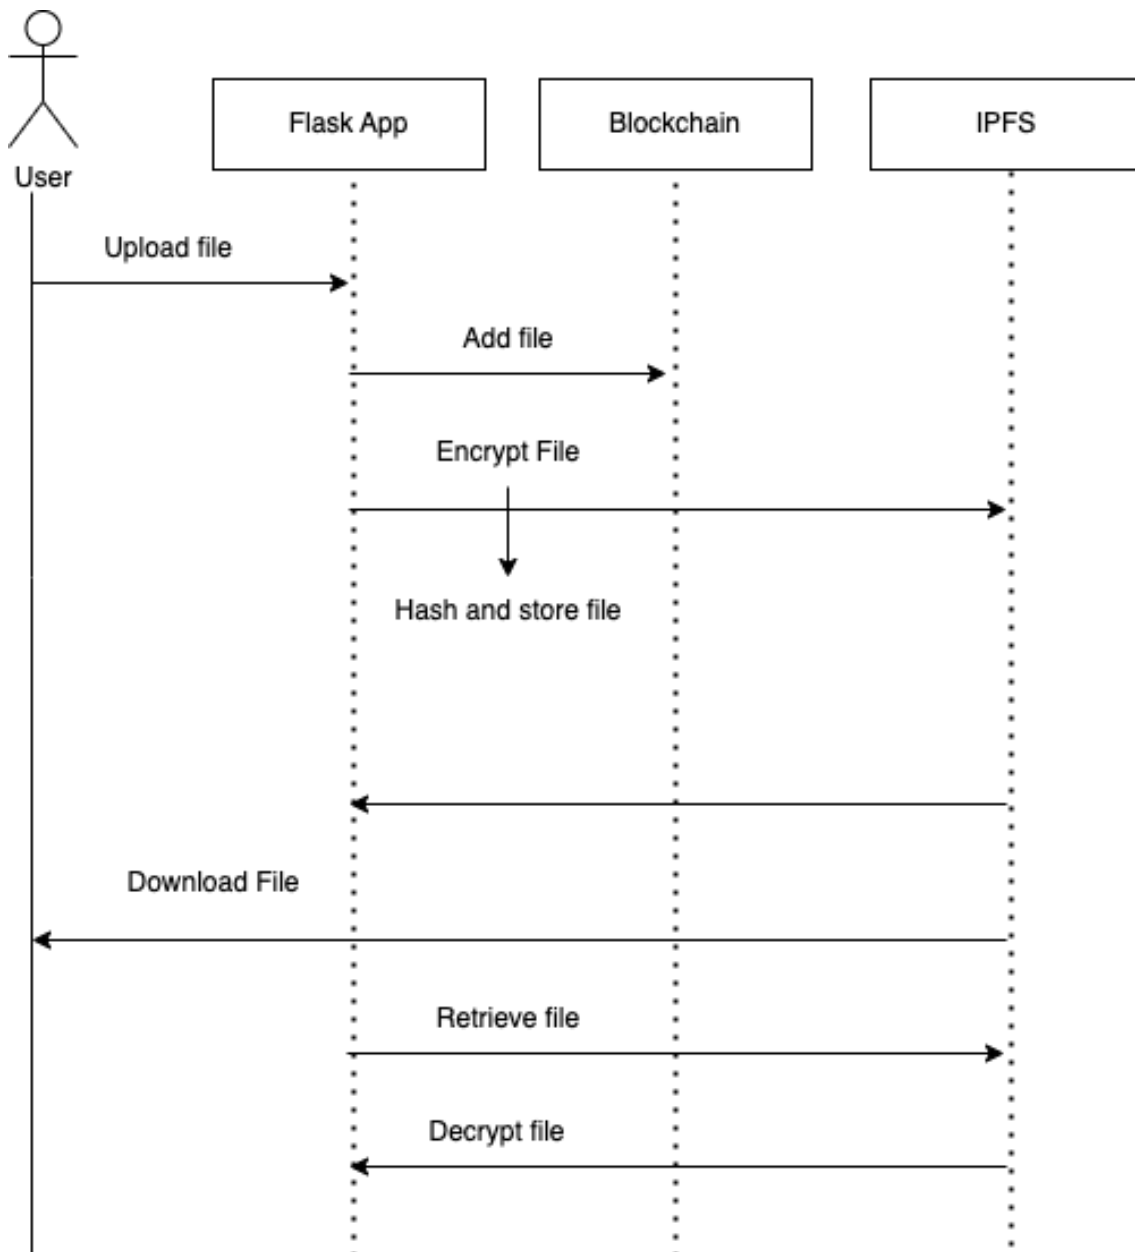 User
Flask App
Blockchain
IPFS
Upload file
Add file
Encrypt File
Hash and store file
Download File
Retrieve file
Decrypt file